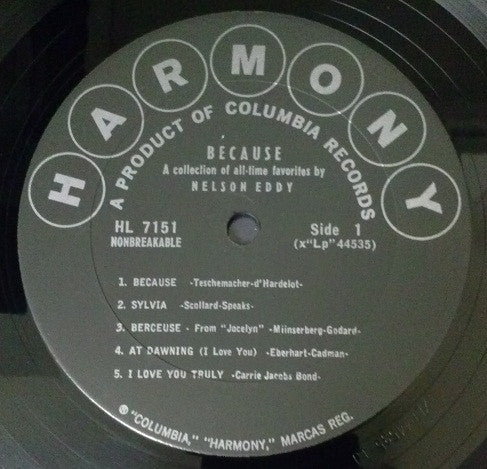 HARMONY
A PRODUCT OF COLUMBIA RECORDS
BECAUSE
A collection of all-time favorites by
NELSON EDDY
HL 7151
NONBREAKABLE
Side 1
(x"Lp" 44535)
1. BECAUSE -Teschemacher-d'Hardelot-
2. SYLVIA -Scollard-Speaks-
3. BERCEUSE - From "Jocelyn" -Münserberg-Godard-
4. AT DAWNING (I Love You) -Eberhart-Cadman-
5. I LOVE YOU TRULY -Carrie Jacobs Bond-
"COLUMBIA," "HARMONY," MARCAS REG.